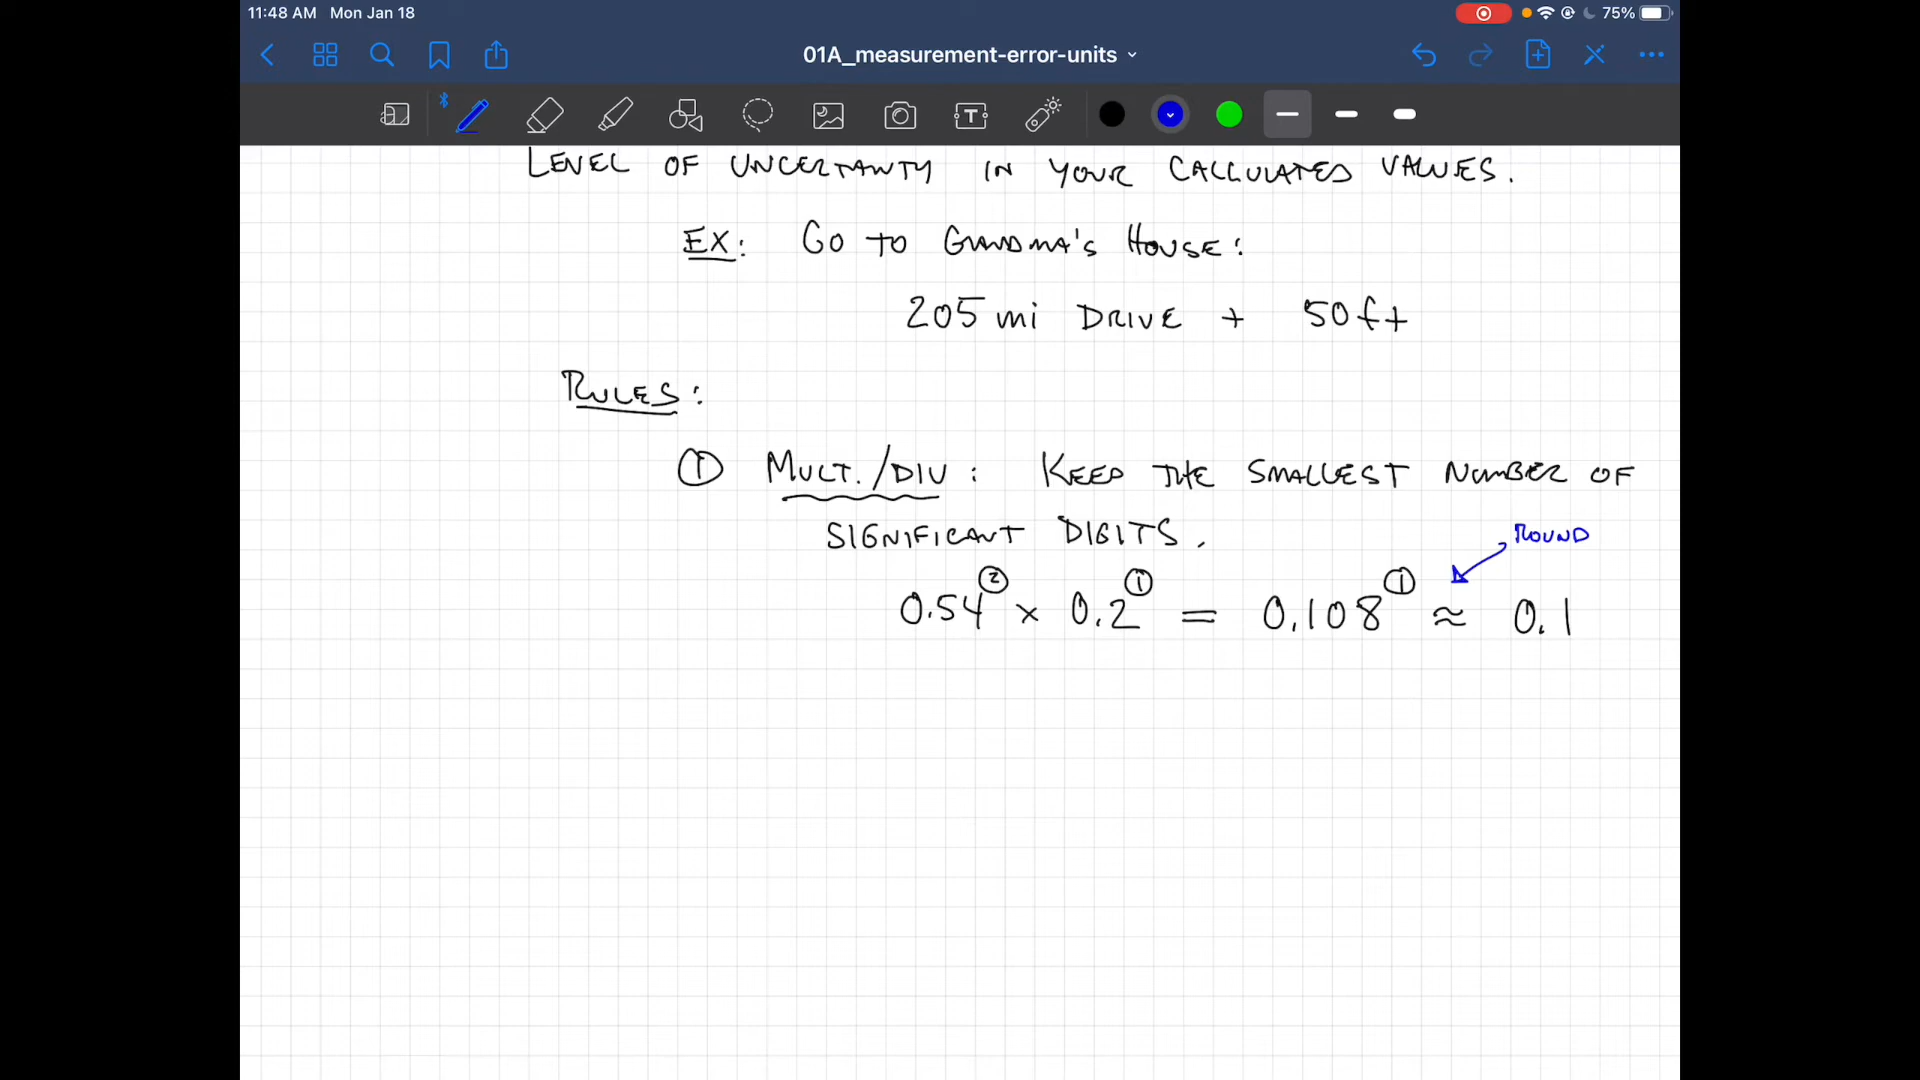 11:48 AM Mon Jan 18 75%
01A_measurement-error-units
T
LEVEL OF UNCERTAINTY IN YOUR CALCULATED VALUES.
EX: GO TO GRANDMA'S HOUSE:
205 mi DRIVE + 50 ft
RULES:
① MULT./DIV: KEEP THE SMALLEST NUMBER OF
SIGNIFICANT DIGITS.
ROUND
0.54 ② × 0.2 ① = 0.108 ① ≈ 0.1